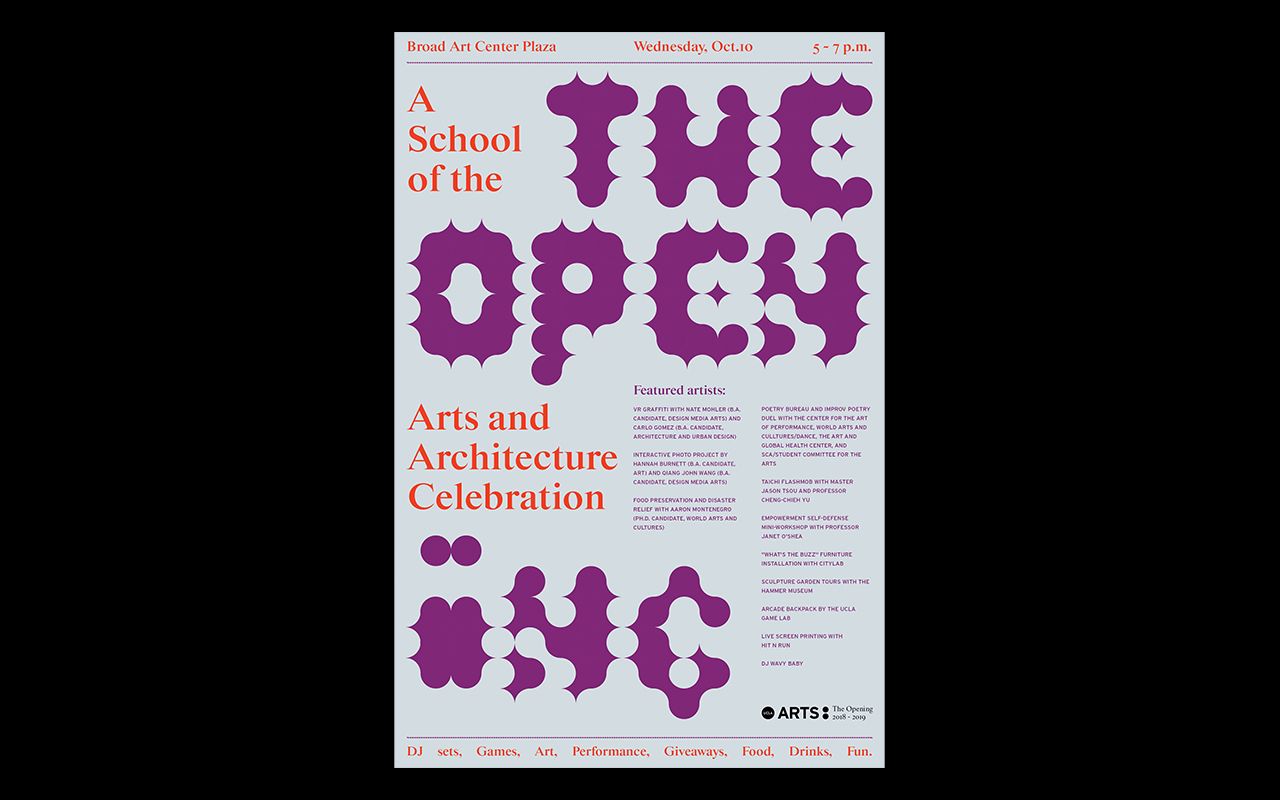 Broad Art Center Plaza Wednesday, Oct.10 5 - 7 p.m.
A
School
of the
THE
OPEN
Arts and
Architecture
Celebration
ING
Featured artists:
VR GRAFFITI WITH NATE MOHLER (B.A.
CANDIDATE, DESIGN MEDIA ARTS) AND
CARLO GOMEZ (B.A. CANDIDATE,
ARCHITECTURE AND URBAN DESIGN)
INTERACTIVE PHOTO PROJECT BY
HANNAH BURNETT (B.A. CANDIDATE,
ART) AND QIANG JOHN WANG (B.A.
CANDIDATE, DESIGN MEDIA ARTS)
FOOD PRESERVATION AND DISASTER
RELIEF WITH AARON MONTENEGRO
(PH.D. CANDIDATE, WORLD ARTS AND
CULTURES)
POETRY BUREAU AND IMPROV POETRY
DUEL WITH THE CENTER FOR THE ART
OF PERFORMANCE, WORLD ARTS AND
CULLTURES/DANCE, THE ART AND
GLOBAL HEALTH CENTER, AND
SCA/STUDENT COMMITTEE FOR THE
ARTS
TAICHI FLASHMOB WITH MASTER
JASON TSOU AND PROFESSOR
CHENG-CHIEH YU
EMPOWERMENT SELF-DEFENSE
MINI-WORKSHOP WITH PROFESSOR
JANET O'SHEA
"WHAT'S THE BUZZ" FURNITURE
INSTALLATION WITH CITYLAB
SCULPTURE GARDEN TOURS WITH THE
HAMMER MUSEUM
ARCADE BACKPACK BY THE UCLA
GAME LAB
LIVE SCREEN PRINTING WITH
HIT N RUN
DJ WAVY BABY
UCLA ARTS The Opening
2018 - 2019
DJ sets, Games, Art, Performance, Giveaways, Food, Drinks, Fun.